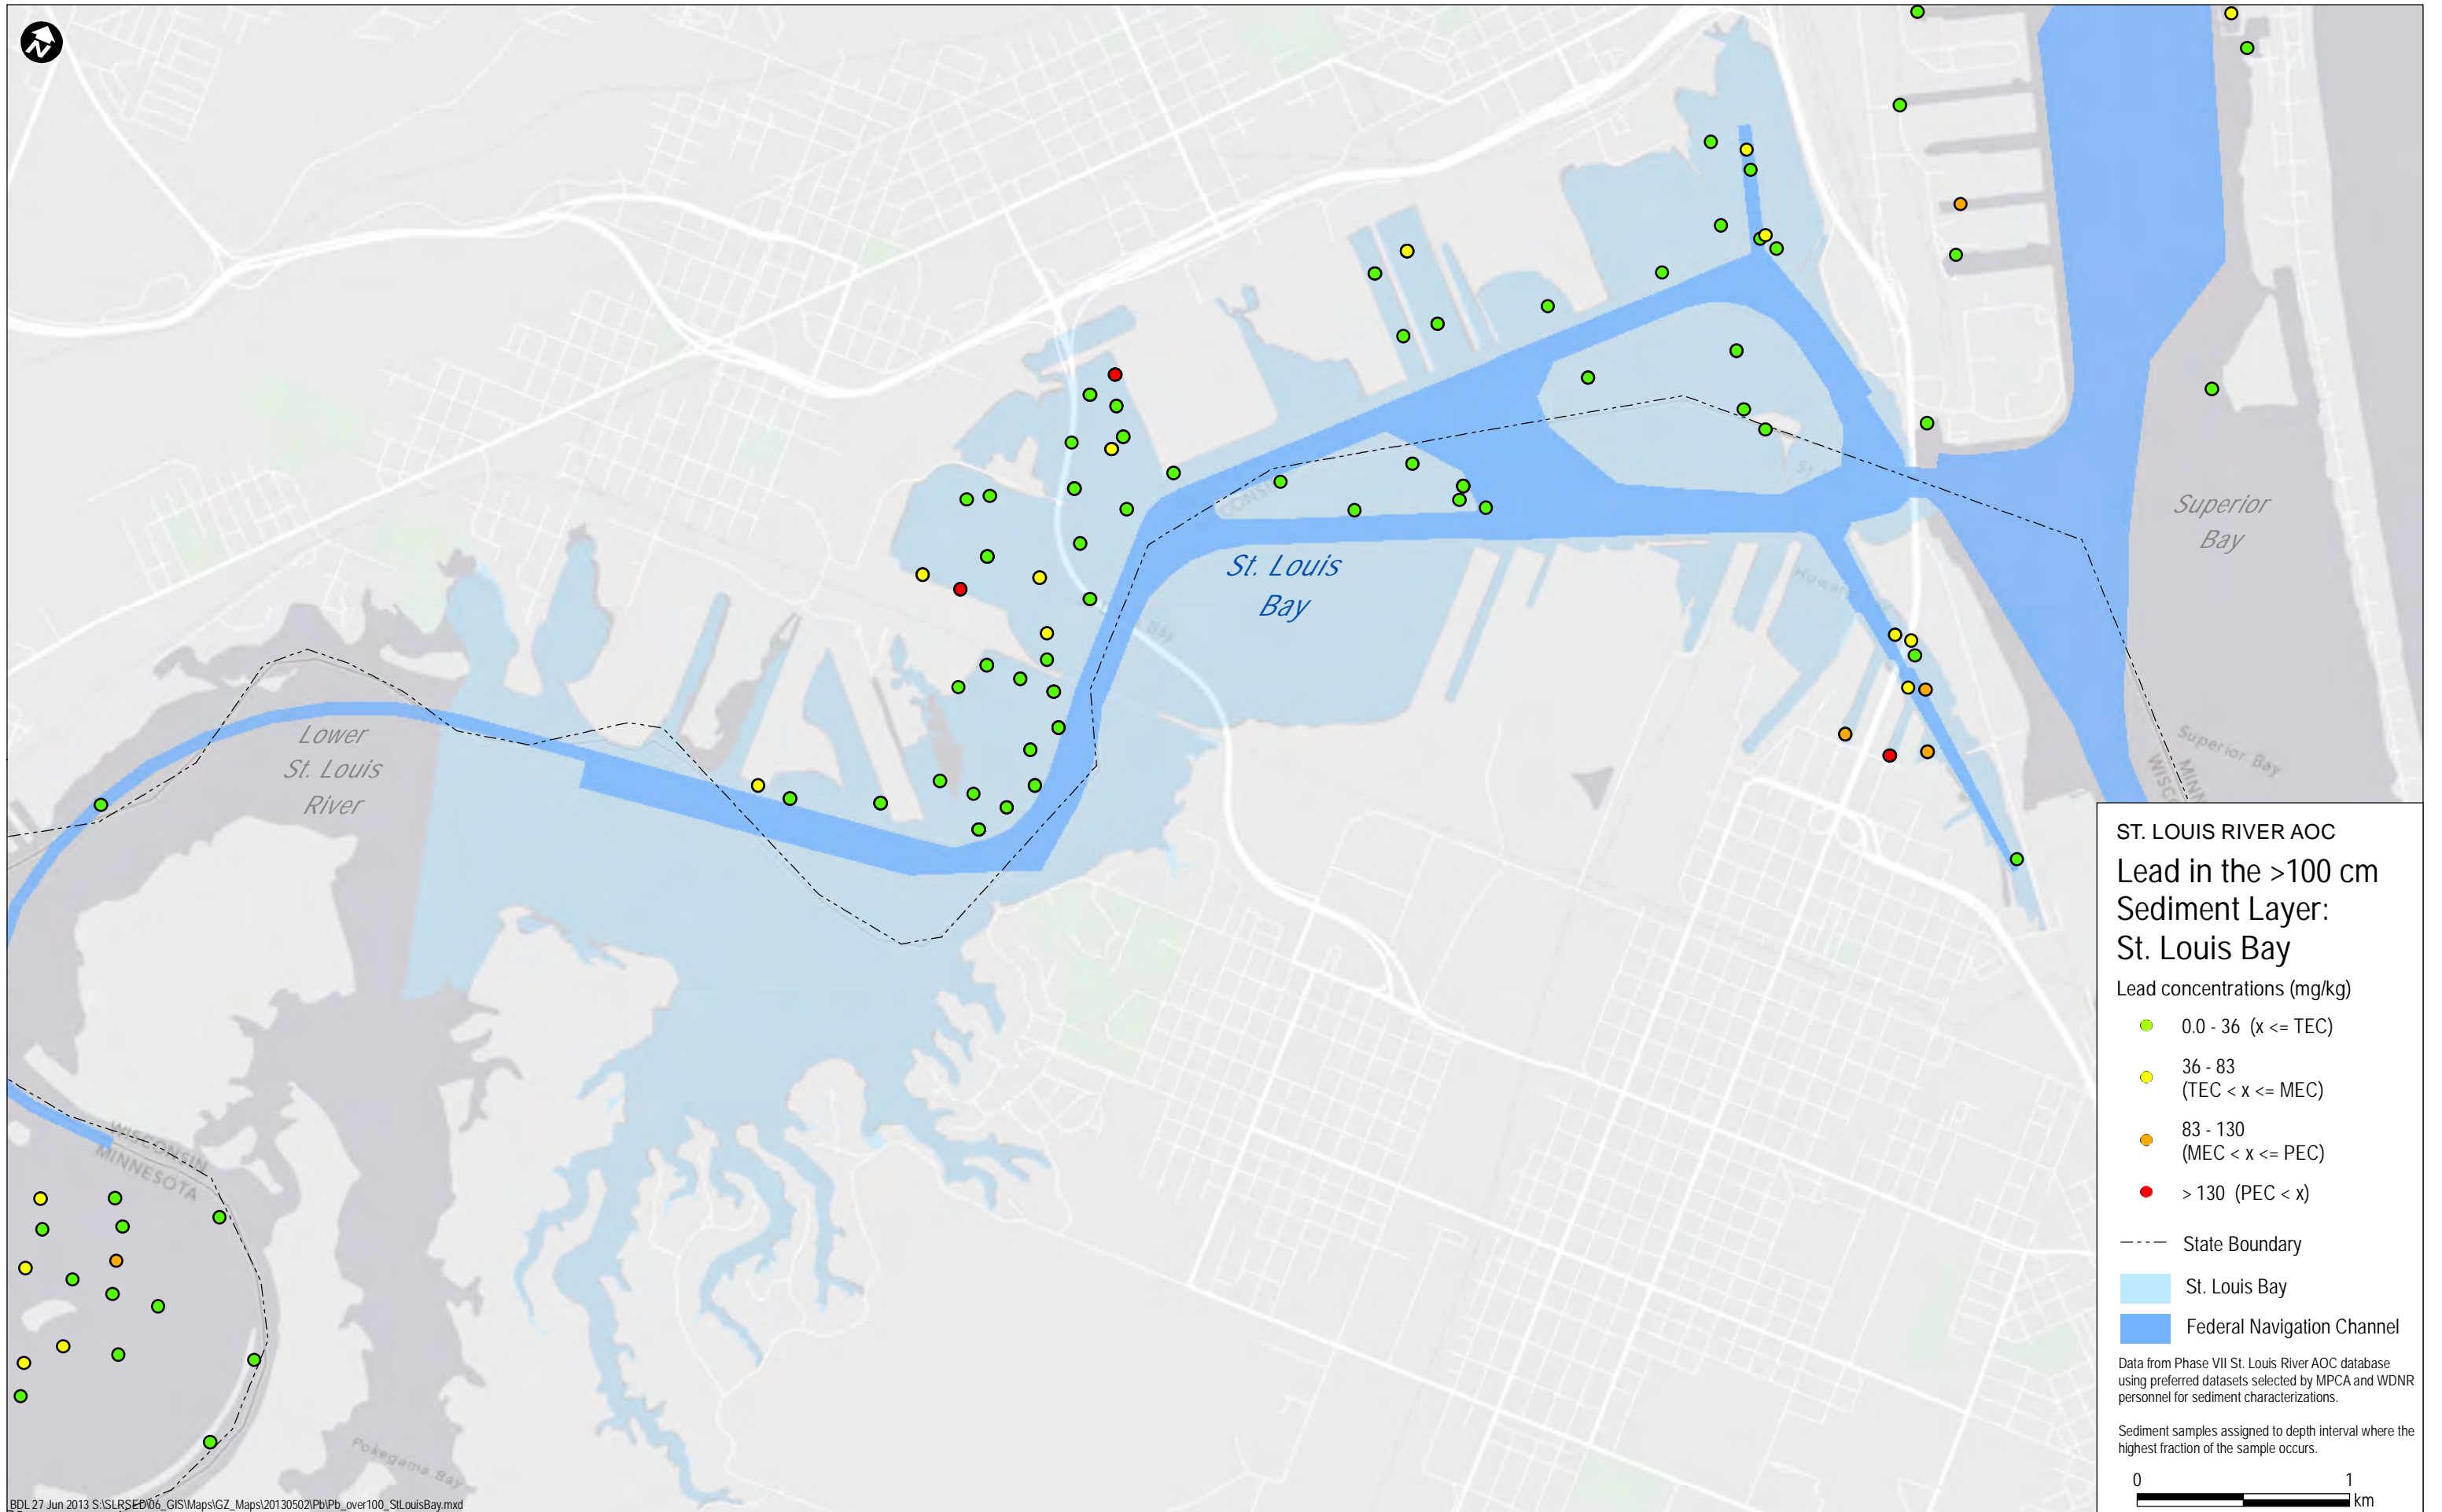 N
Superior
Bay
St. Louis
Bay
Lower
St. Louis
River
Superior Bay
WISCONSIN
MINNESOTA
Pokegama Bay
ST. LOUIS RIVER AOC
Lead in the >100 cm
Sediment Layer:
St. Louis Bay
Lead concentrations (mg/kg)
0.0 - 36 (x <= TEC)
36 - 83
(TEC < x <= MEC)
83 - 130
(MEC < x <= PEC)
> 130 (PEC < x)
State Boundary
St. Louis Bay
Federal Navigation Channel
Data from Phase VII St. Louis River AOC database
using preferred datasets selected by MPCA and WDNR
personnel for sediment characterizations.
Sediment samples assigned to depth interval where the
highest fraction of the sample occurs.
0 1
km
BDL 27 Jun 2013 S:\SLRSED\06_GIS\Maps\GZ_Maps\20130502\Pb\Pb_over100_StLouisBay.mxd